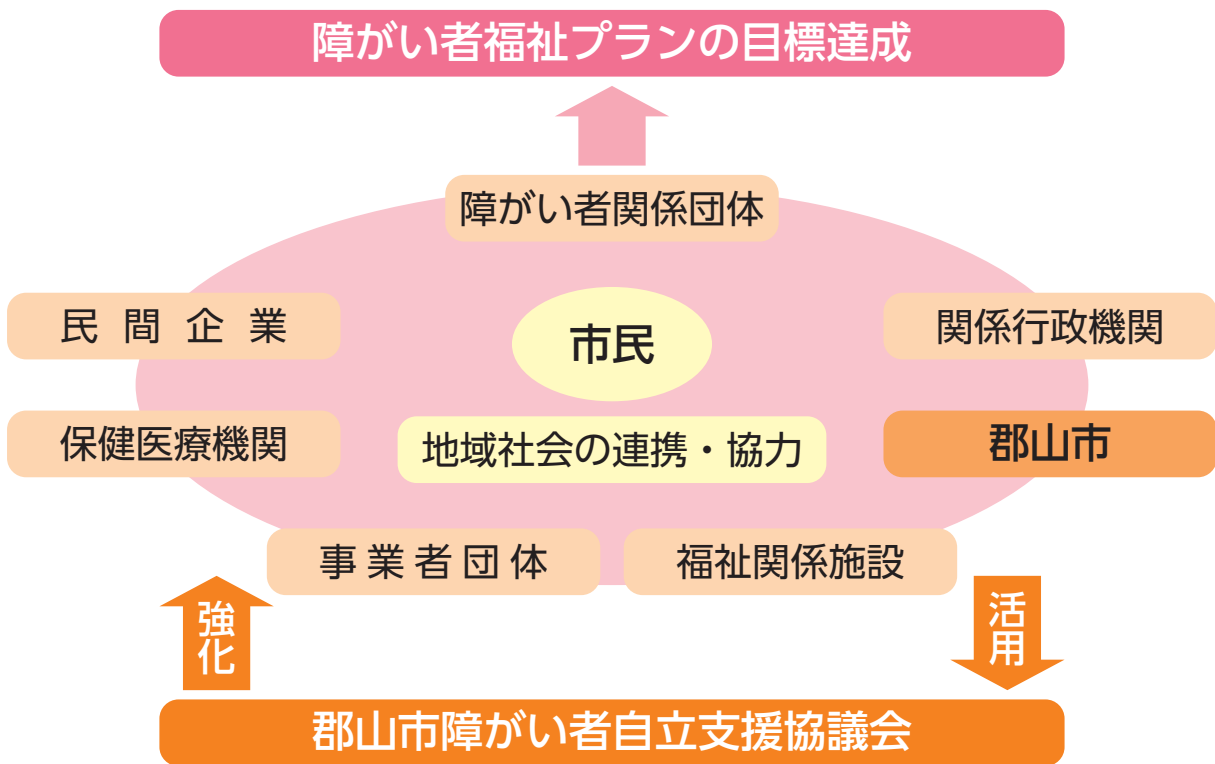 障がい者福祉プランの目標達成
障がい者関係団体
民間企業
関係行政機関
市民
保健医療機関
地域社会の連携・協力
郡山市
事業者団体
福祉関係施設
強化
活用
郡山市障がい者自立支援協議会